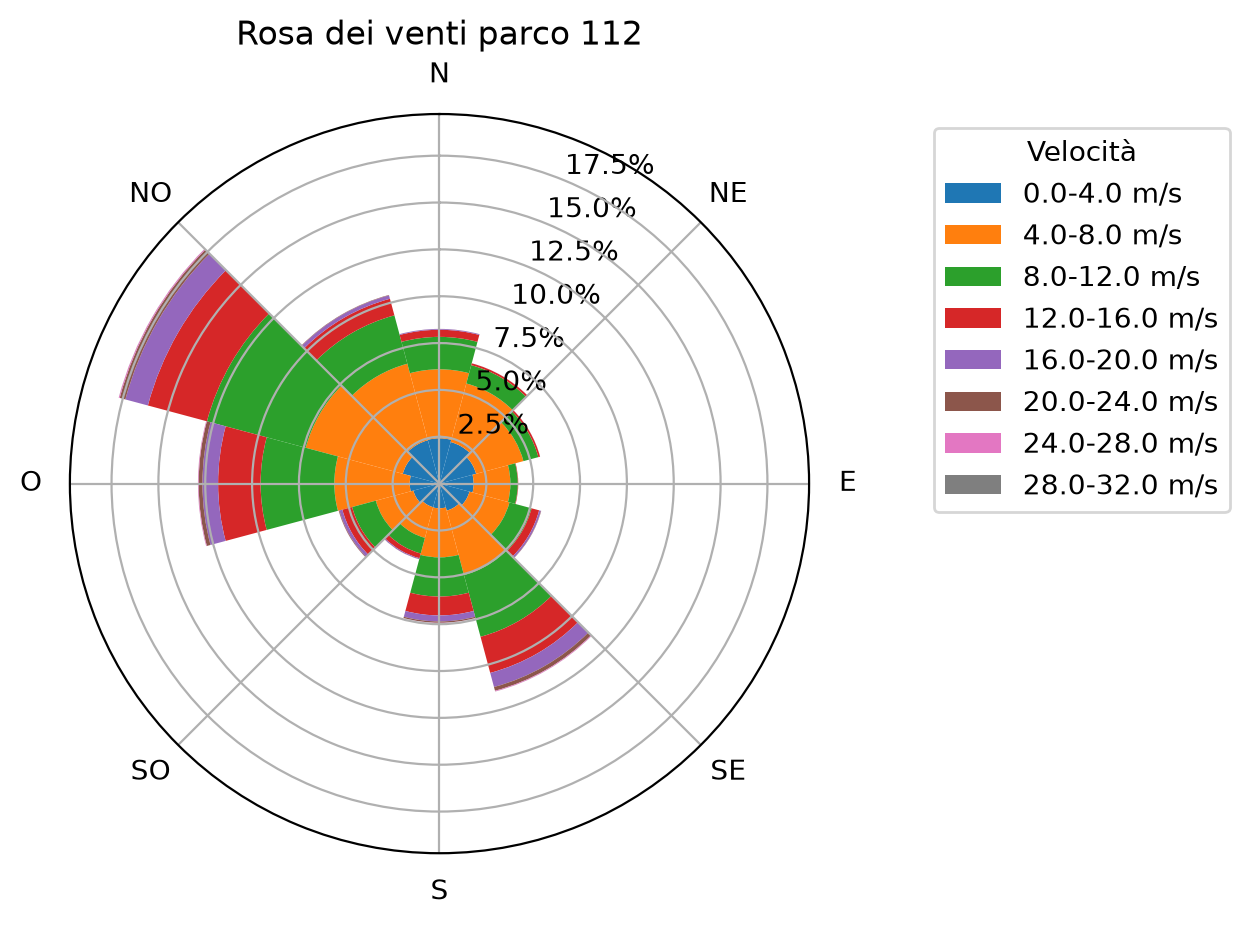 Rosa dei venti parco 112
N
NO
NE
17.5%
15.0%
12.5%
10.0%
7.5%
5.0%
2.5%
O
E
SO
SE
S
Velocità
0.0-4.0 m/s
4.0-8.0 m/s
8.0-12.0 m/s
12.0-16.0 m/s
16.0-20.0 m/s
20.0-24.0 m/s
24.0-28.0 m/s
28.0-32.0 m/s